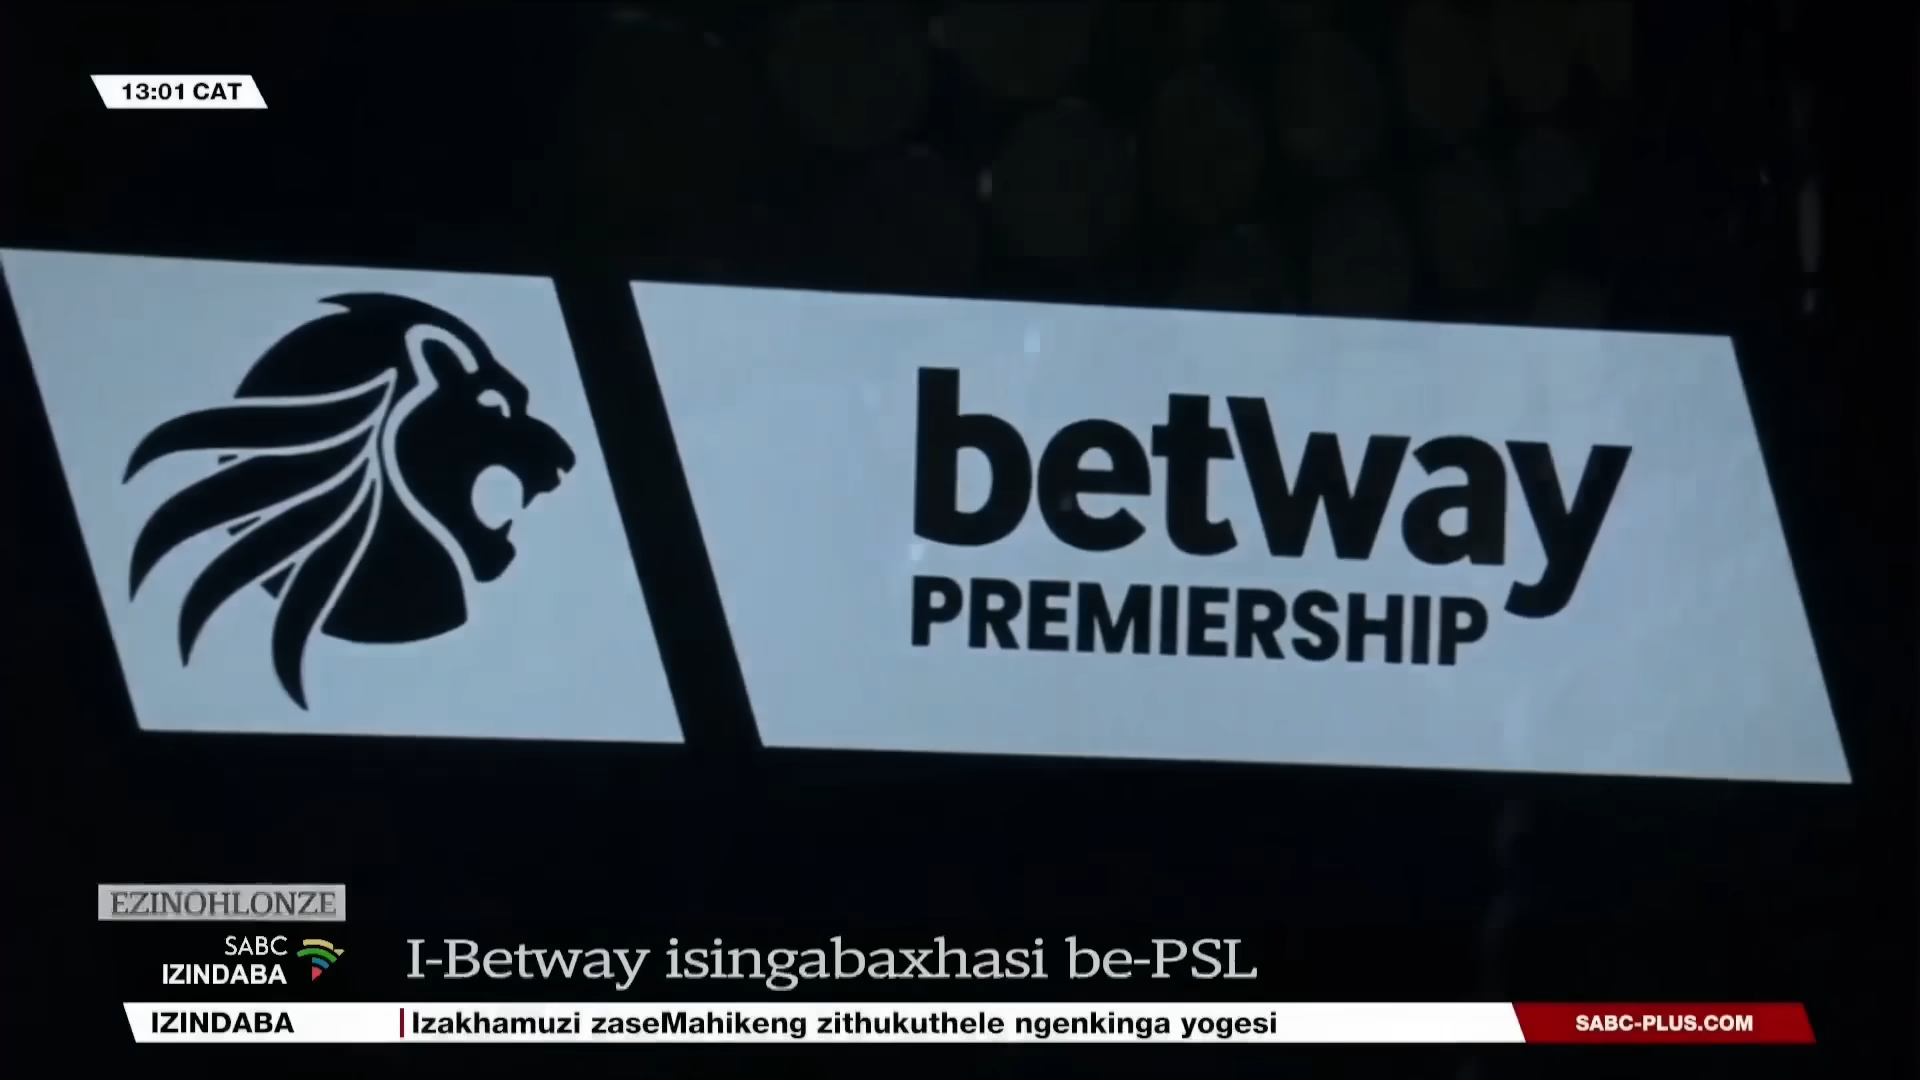 13:01 CAT
betway
PREMIERSHIP
EZINOHLONZE
SABC
IZINDABA
I-Betway isingabaxhasi be-PSL
IZINDABA
Izakhamuzi zaseMahikeng zithukuthele ngenkinga yogesi
SABC-PLUS.COM